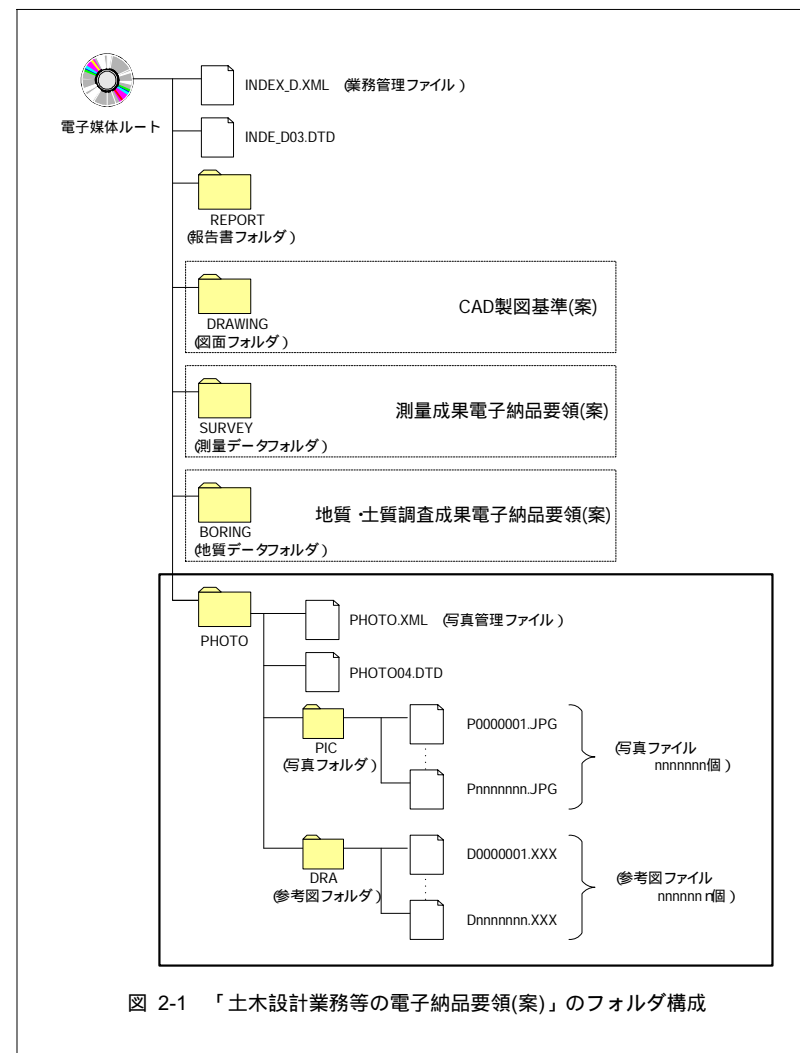 INDEX_D.XML (業務管理ファイル)
電子媒体ルート
INDE_D03.DTD
REPORT
(報告書フォルダ)
CAD製図基準(案)
DRAWING
(図面フォルダ)
測量成果電子納品要領(案)
SURVEY
(測量データフォルダ)
地質・土質調査成果電子納品要領(案)
BORING
(地質データフォルダ)
PHOTO.XML (写真管理ファイル)
PHOTO
PHOTO04.DTD
P0000001.JPG
PIC
(写真フォルダ)
(写真ファイル
nnnnnnn個)
Pnnnnnnn.JPG
D0000001.XXX
DRA
(参考図フォルダ)
(参考図ファイル
nnnnnnn個)
Dnnnnnnn.XXX
図 2-1 「土木設計業務等の電子納品要領(案)」のフォルダ構成